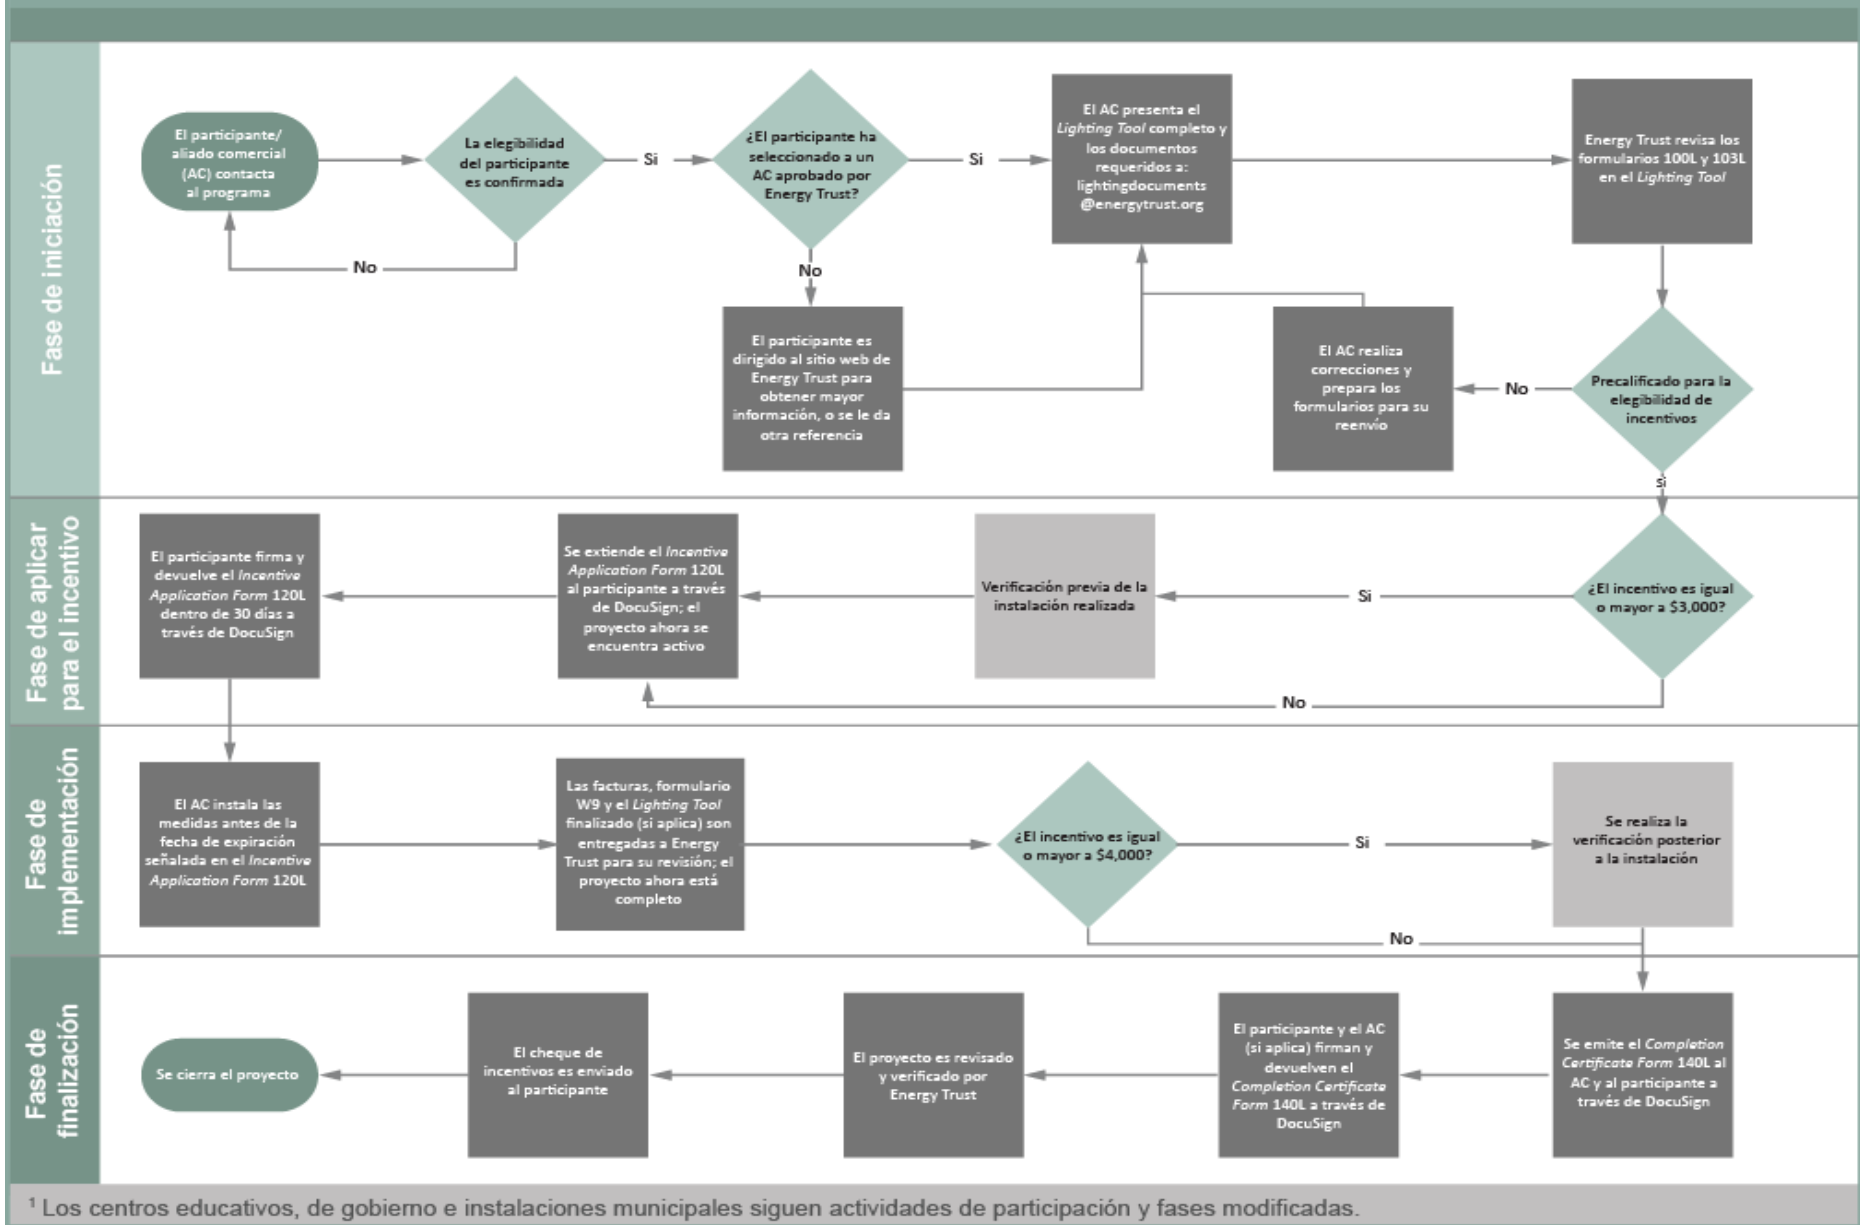 Fase de iniciación
El participante/
aliado comercial
(AC) contacta
al programa
La elegibilidad
del participante
es confirmada
Si
No
¿El participante ha
seleccionado a un
AC aprobado por
Energy Trust?
Si
No
El AC presenta el
Lighting Tool completo y
los documentos
requeridos a:
lightingdocuments
@energytrust.org
Energy Trust revisa los
formularios 100L y 103L
en el Lighting Tool
El participante es
dirigido al sitio web de
Energy Trust para
obtener mayor
información, o se le da
otra referencia
El AC realiza
correcciones y
prepara los
formularios para su
reenvío
No
Precalificado para la
elegibilidad de
incentivos
si
Fase de aplicar
para el incentivo
¿El incentivo es igual
o mayor a $3,000?
Si
No
Verificación previa de la
instalación realizada
Se extiende el Incentive
Application Form 120L
al participante a través
de DocuSign; el
proyecto ahora se
encuentra activo
El participante firma y
devuelve el Incentive
Application Form 120L
dentro de 30 días a
través de DocuSign
Fase de
implementación
El AC instala las
medidas antes de la
fecha de expiración
señalada en el Incentive
Application Form 120L
Las facturas, formulario
W9 y el Lighting Tool
finalizado (si aplica) son
entregadas a Energy
Trust para su revisión; el
proyecto ahora está
completo
¿El incentivo es igual
o mayor a $4,000?
Si
No
Se realiza la
verificación posterior
a la instalación
Fase de
finalización
Se emite el Completion
Certificate Form 140L al
AC y al participante a
través de DocuSign
El participante y el AC
(si aplica) firman y
devuelven el
Completion Certificate
Form 140L a través de
DocuSign
El proyecto es revisado
y verificado por
Energy Trust
El cheque de
incentivos es enviado
al participante
Se cierra el proyecto
¹ Los centros educativos, de gobierno e instalaciones municipales siguen actividades de participación y fases modificadas.